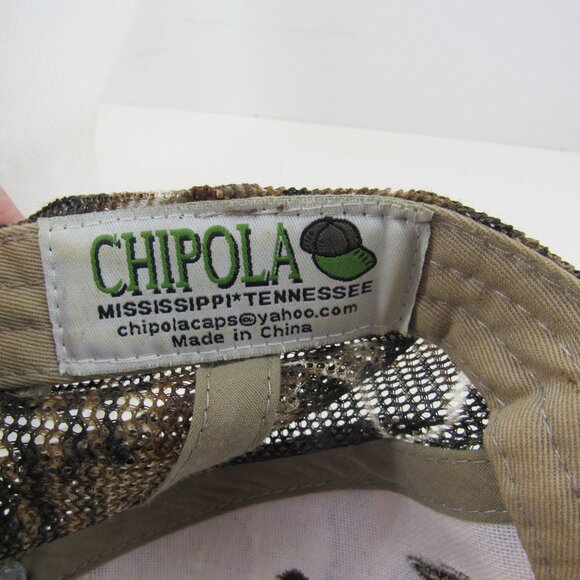 CHIPOLA
MISSISSIPPI*TENNESSEE
chipolacaps@yahoo.com
Made in China